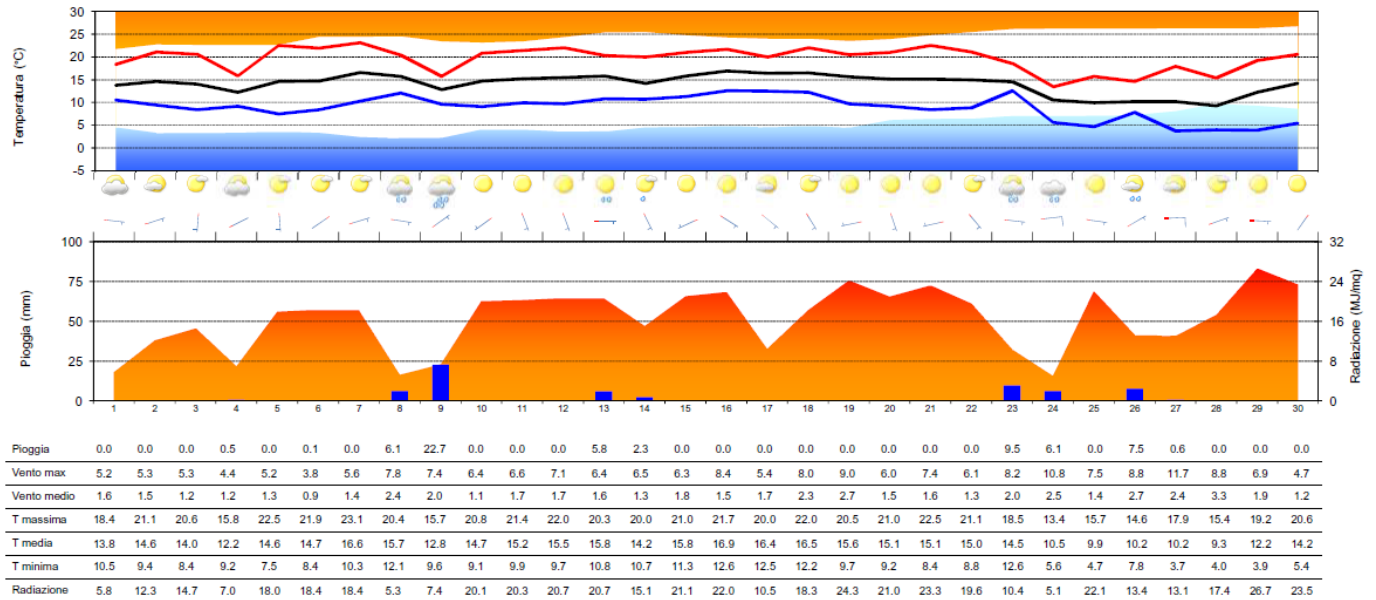 30
25
20
15
10
5
0
-5
Temperatura (°C)
100
75
50
25
0
Pioggia (mm)
32
24
16
8
0
Radiazione (MJ/mq)
1 2 3 4 5 6 7 8 9 10 11 12 13 14 15 16 17 18 19 20 21 22 23 24 25 26 27 28 29 30
Pioggia 0.0 0.0 0.0 0.5 0.0 0.1 0.0 6.1 22.7 0.0 0.0 0.0 5.8 2.3 0.0 0.0 0.0 0.0 0.0 0.0 0.0 0.0 9.5 6.1 0.0 7.5 0.6 0.0 0.0 0.0
Vento max 5.2 5.3 5.3 4.4 5.2 3.8 5.6 7.8 7.4 6.4 6.6 7.1 6.4 6.5 6.3 8.4 5.4 8.0 9.0 6.0 7.4 6.1 8.2 10.8 7.5 8.8 11.7 8.8 6.9 4.7
Vento medio 1.6 1.5 1.2 1.2 1.3 0.9 1.4 2.4 2.0 1.1 1.7 1.7 1.6 1.3 1.8 1.5 1.7 2.3 2.7 1.5 1.6 1.3 2.0 2.5 1.4 2.7 2.4 3.3 1.9 1.2
T massima 18.4 21.1 20.6 15.8 22.5 21.9 23.1 20.4 15.7 20.8 21.4 22.0 20.3 20.0 21.0 21.7 20.0 22.0 20.5 21.0 22.5 21.1 18.5 13.4 15.7 14.6 17.9 15.4 19.2 20.6
T media 13.8 14.6 14.0 12.2 14.6 14.7 16.6 15.7 12.8 14.7 15.2 15.5 15.8 14.2 15.8 16.9 16.4 16.5 15.6 15.1 15.1 15.0 14.5 10.5 9.9 10.2 10.2 9.3 12.2 14.2
T minima 10.5 9.4 8.4 9.2 7.5 8.4 10.3 12.1 9.6 9.1 9.9 9.7 10.8 10.7 11.3 12.6 12.5 12.2 9.7 9.2 8.4 8.8 12.6 5.6 4.7 7.8 3.7 4.0 3.9 5.4
Radiazione 5.8 12.3 14.7 7.0 18.0 18.4 18.4 5.3 7.4 20.1 20.3 20.7 20.7 15.1 21.1 22.0 10.5 18.3 24.3 21.0 23.3 19.6 10.4 5.1 22.1 13.4 13.1 17.4 26.7 23.5